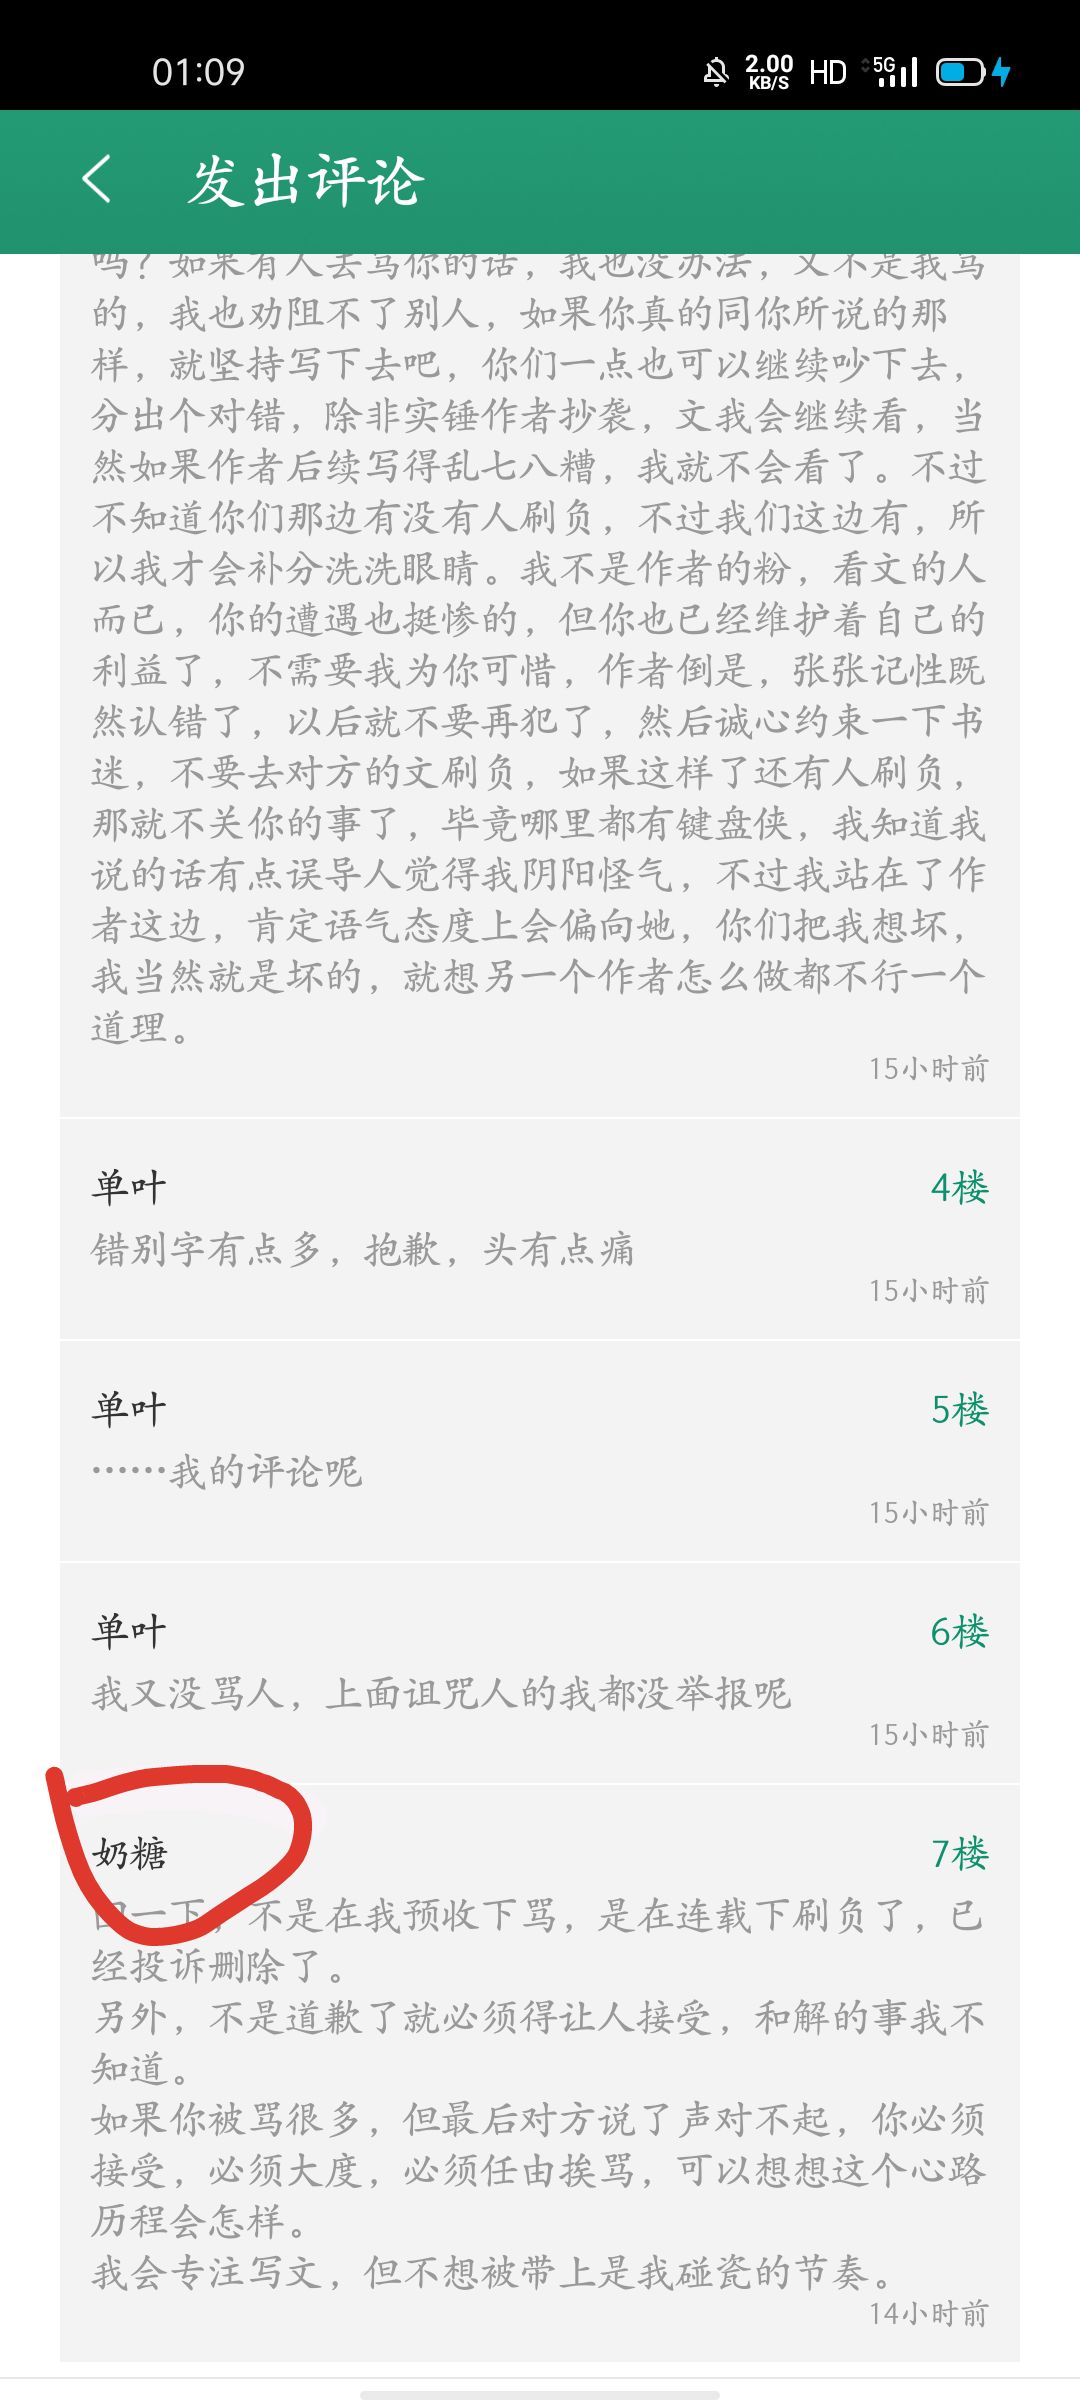 01:09
2.00
KB/S
HD
5G
发出评论
吗？如果有人去骂你的话，我也没办法，又不是我骂
的，我也劝阻不了别人，如果你真的同你所说的那
样，就坚持写下去吧，你们一点也可以继续吵下去，
分出个对错，除非实锤作者抄袭，文我会继续看，当
然如果作者后续写得乱七八糟，我就不会看了。不过
不知道你们那边有没有人刷负，不过我们这边有，所
以我才会补分洗洗眼睛。我不是作者的粉，看文的人
而已，你的遭遇也挺惨的，但你也已经维护着自己的
利益了，不需要我为你可惜，作者倒是，张张记性既
然认错了，以后就不要再犯了，然后诚心约束一下书
迷，不要去对方的文刷负，如果这样了还有人刷负，
那就不关你的事了，毕竟哪里都有键盘侠，我知道我
说的话有点误导人觉得我阴阳怪气，不过我站在了作
者这边，肯定语气态度上会偏向她，你们把我想坏，
我当然就是坏的，就想另一个作者怎么做都不行一个
道理。
15小时前
单叶
4楼
错别字有点多，抱歉，头有点痛
15小时前
单叶
5楼
……我的评论呢
15小时前
单叶
6楼
我又没骂人，上面诅咒人的我都没举报呢
15小时前
奶糖
7楼
回一下，不是在我预收下骂，是在连载下刷负了，已
经投诉删除了。
另外，不是道歉了就必须得让人接受，和解的事我不
知道。
如果你被骂很多，但最后对方说了声对不起，你必须
接受，必须大度，必须任由挨骂，可以想想这个心路
历程会怎样。
我会专注写文，但不想被带上是我碰瓷的节奏。
14小时前